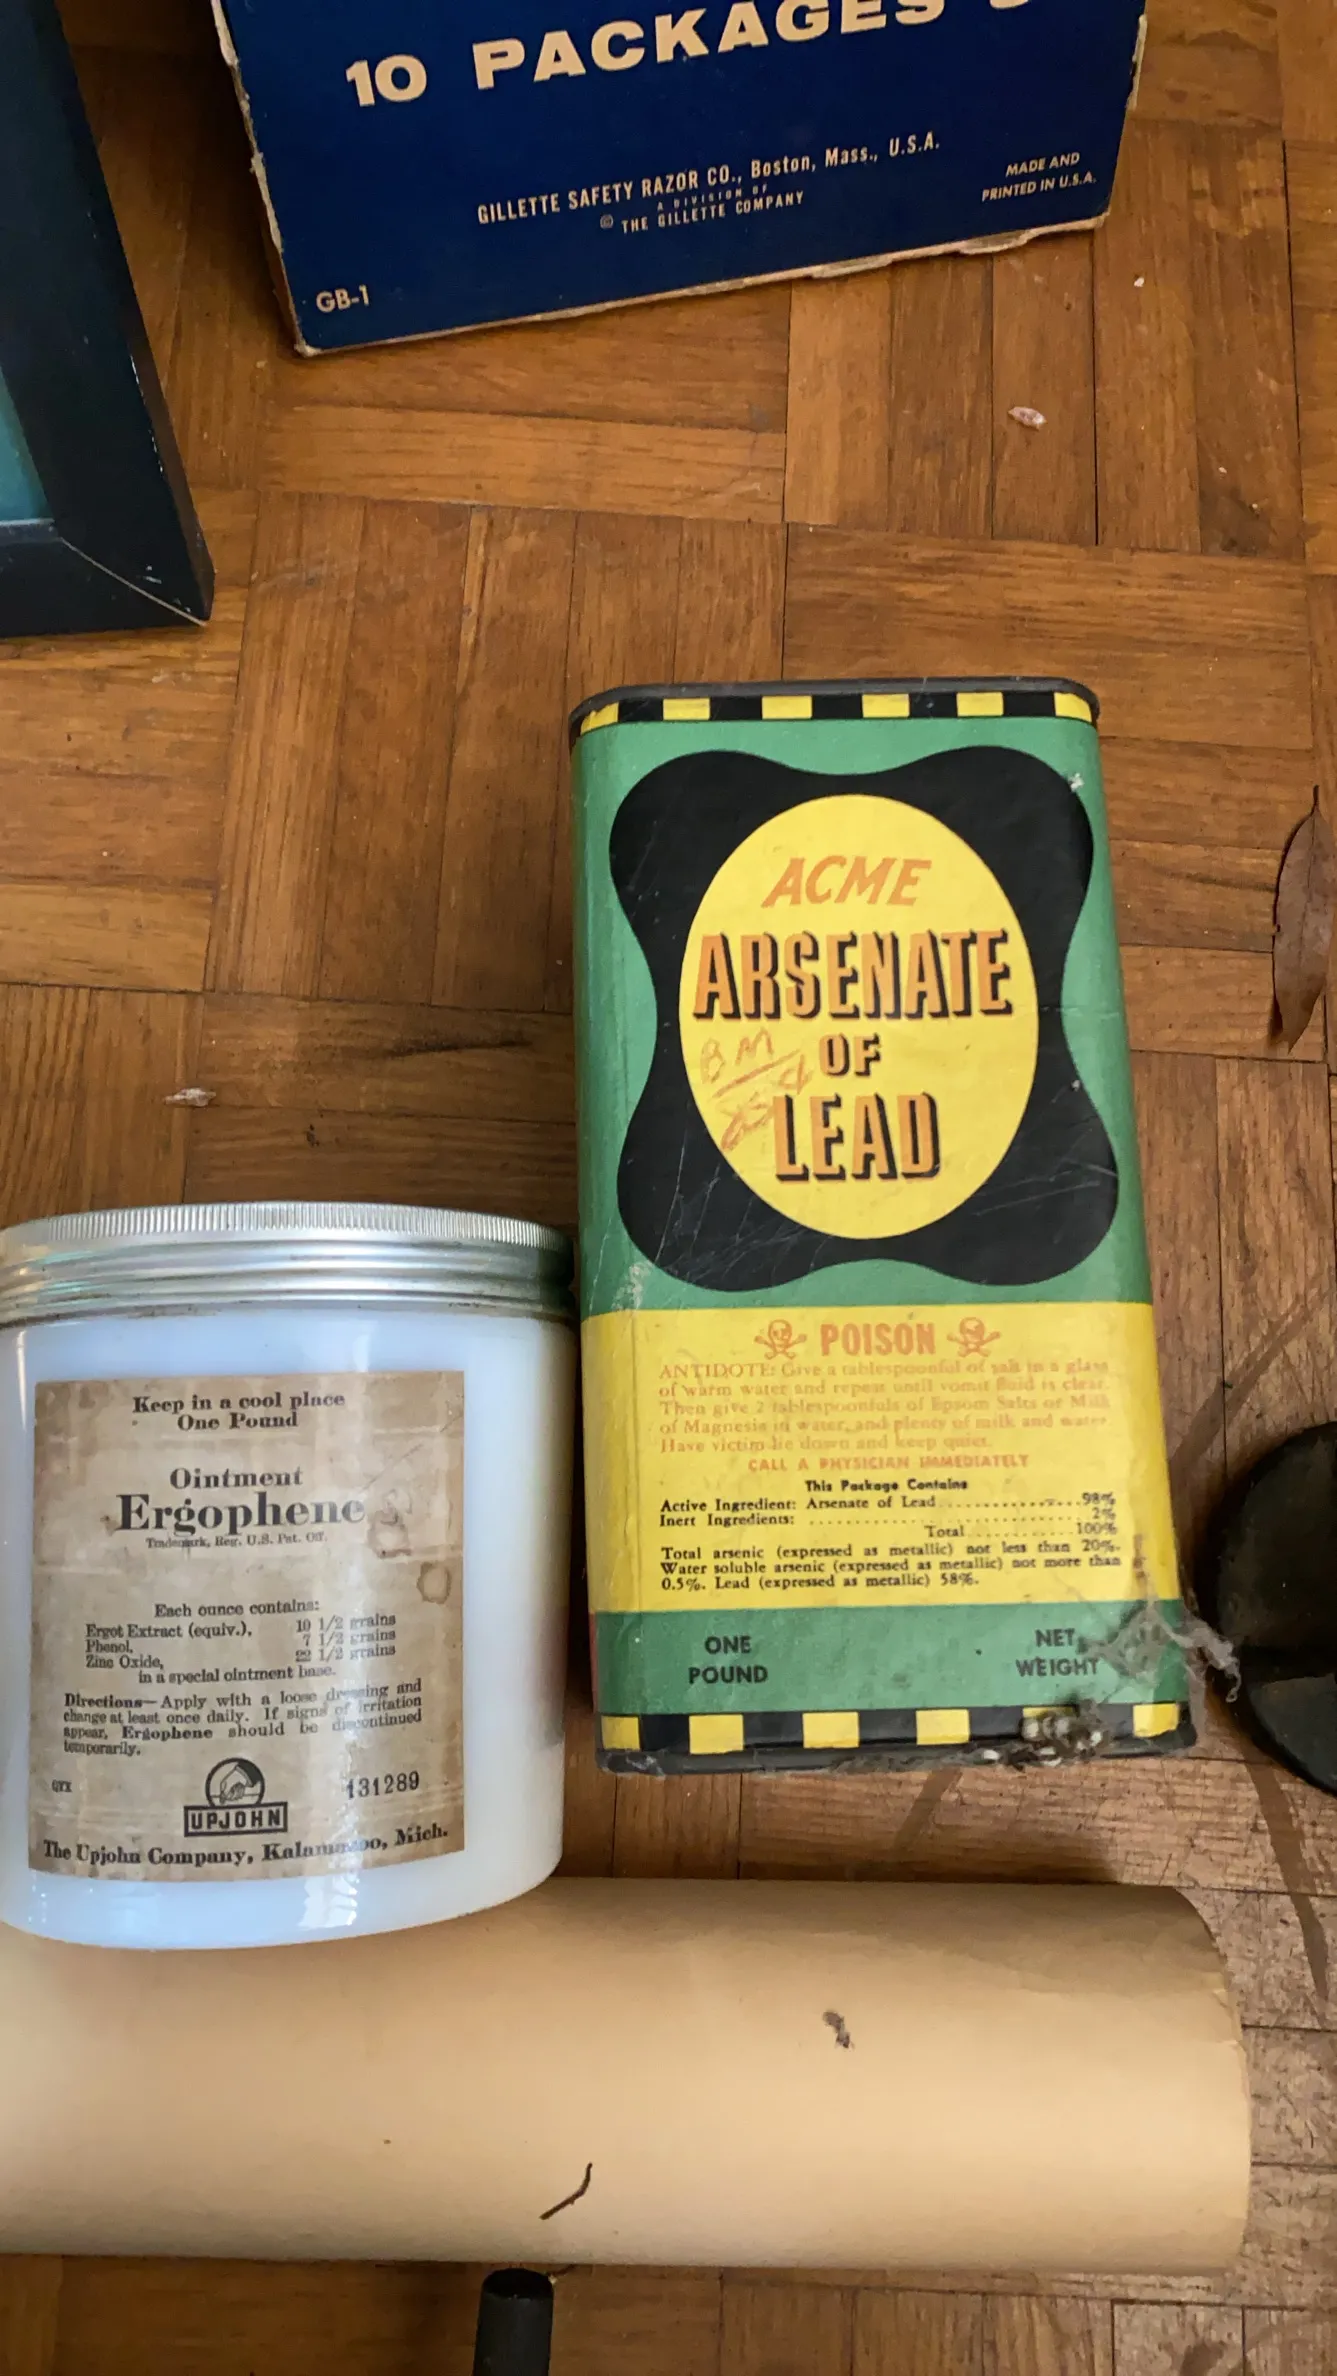 10 PACKAGES
GILLETTE SAFETY RAZOR CO., Boston, Mass., U.S.A.
A DIVISION OF
© THE GILLETTE COMPANY
MADE AND
PRINTED IN U.S.A.
GB-1
ACME
ARSENATE
OF
LEAD
BM
POISON
ANTIDOTE: Give a tablespoonful of salt in a glass
of warm water and repeat until vomit fluid is clear.
Then give 2 tablespoonfuls of Epsom Salts or Milk
of Magnesia in water, and plenty of milk and water.
Have victim lie down and keep quiet.
CALL A PHYSICIAN IMMEDIATELY
This Package Contains
Active Ingredient: Arsenate of Lead..............98%
Inert Ingredients: .............................. 2%
Total..........100%
Total arsenic (expressed as metallic) not less than 20%.
Water soluble arsenic (expressed as metallic) not more than
0.5%. Lead (expressed as metallic) 58%.
ONE
POUND
NET
WEIGHT
Keep in a cool place
One Pound
Ointment
Ergophene
Trademark, Reg. U.S. Pat. Off.
Each ounce contains:
Ergot Extract (equiv.), 10 1/2 grains
Phenol, 7 1/2 grains
Zinc Oxide, 22 1/2 grains
in a special ointment base.
Directions—Apply with a loose dressing and
change at least once daily. If signs of irritation
appear, Ergophene should be discontinued
temporarily.
131289
UPJOHN
The Upjohn Company, Kalamazoo, Mich.